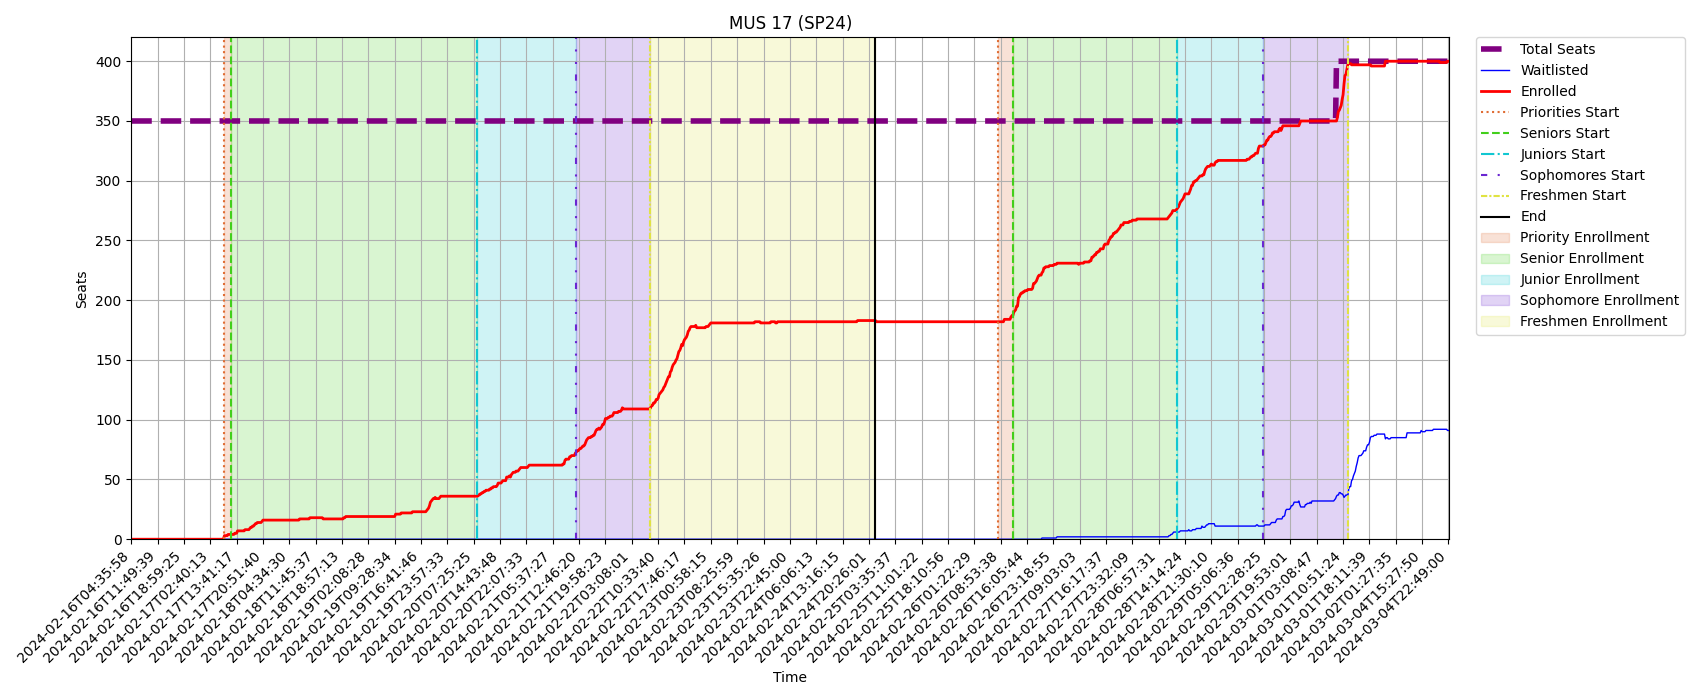 MUS 17 (SP24)
Seats
400
350
300
250
200
150
100
50
0
2024-02-16T04:35:58
2024-02-16T11:49:39
2024-02-16T18:59:25
2024-02-17T02:40:13
2024-02-17T13:41:17
2024-02-17T20:51:40
2024-02-18T04:34:30
2024-02-18T11:45:37
2024-02-18T18:57:13
2024-02-19T02:08:28
2024-02-19T09:28:34
2024-02-19T16:41:46
2024-02-19T23:57:33
2024-02-20T07:25:25
2024-02-20T14:43:48
2024-02-20T22:07:33
2024-02-21T05:37:27
2024-02-21T12:46:20
2024-02-21T19:58:23
2024-02-22T03:08:01
2024-02-22T10:33:40
2024-02-22T17:46:17
2024-02-23T00:58:15
2024-02-23T08:25:59
2024-02-23T15:35:26
2024-02-23T22:45:00
2024-02-24T06:06:13
2024-02-24T13:16:15
2024-02-24T20:26:01
2024-02-25T03:35:37
2024-02-25T11:01:22
2024-02-25T18:10:56
2024-02-26T01:22:29
2024-02-26T08:53:38
2024-02-26T16:05:44
2024-02-26T23:18:55
2024-02-27T09:03:03
2024-02-27T16:17:37
2024-02-27T23:32:09
2024-02-28T06:57:31
2024-02-28T14:14:24
2024-02-28T21:30:10
2024-02-29T05:06:36
2024-02-29T12:28:25
2024-02-29T19:53:01
2024-03-01T03:08:47
2024-03-01T10:51:24
2024-03-01T18:11:39
2024-03-02T01:27:35
2024-03-04T15:27:50
2024-03-04T22:49:00
Time
Total Seats
Waitlisted
Enrolled
Priorities Start
Seniors Start
Juniors Start
Sophomores Start
Freshmen Start
End
Priority Enrollment
Senior Enrollment
Junior Enrollment
Sophomore Enrollment
Freshmen Enrollment